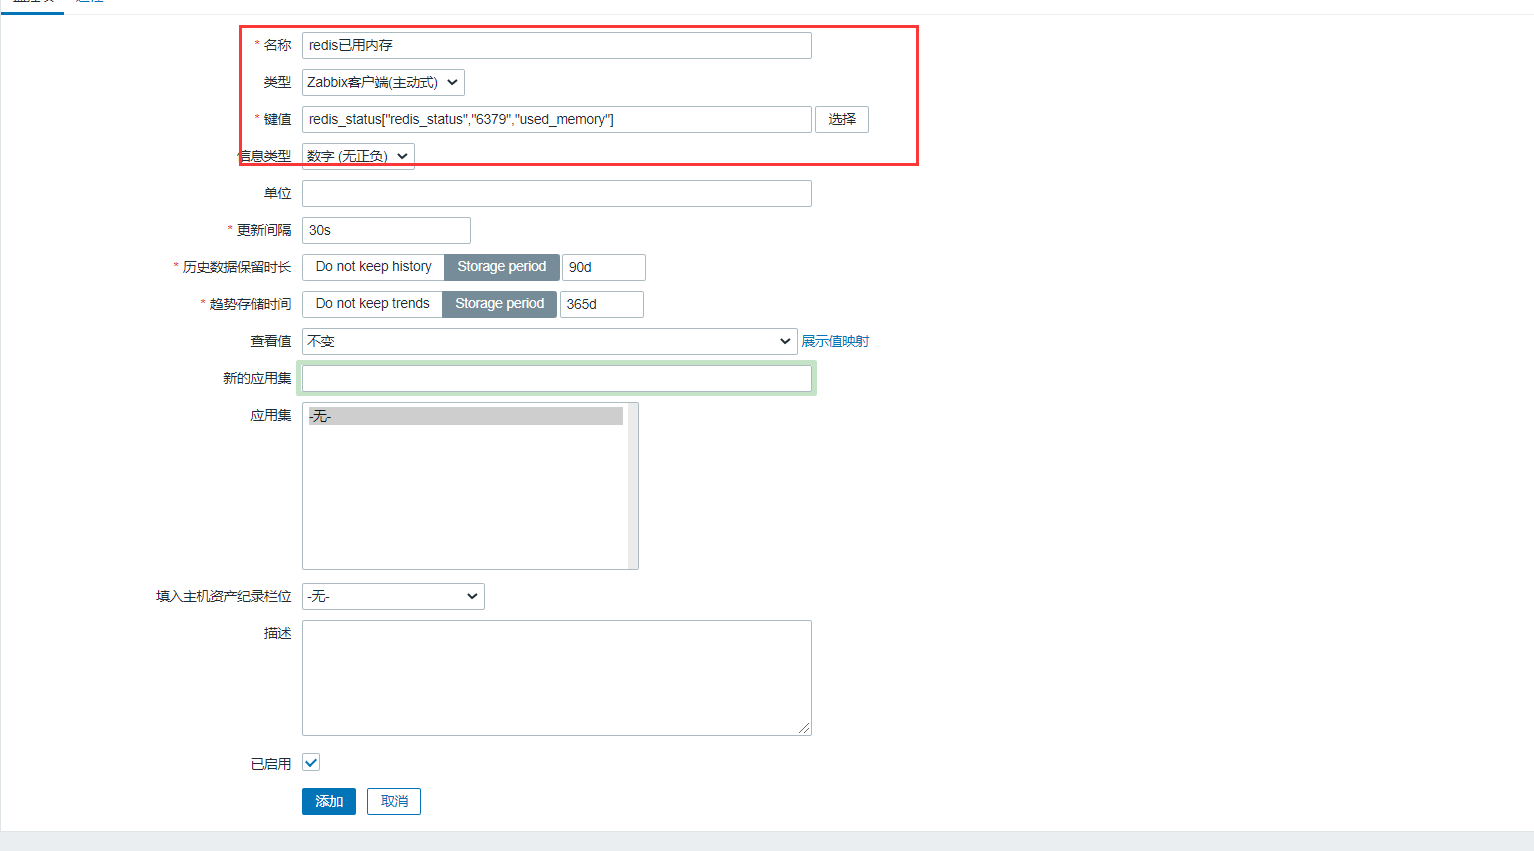 * 名称 redis已用内存
类型 Zabbix客户端(主动式)
* 键值 redis_status["redis_status","6379","used_memory"] 选择
信息类型 数字 (无正负)
单位
* 更新间隔 30s
* 历史数据保留时长 Do not keep history Storage period 90d
* 趋势存储时间 Do not keep trends Storage period 365d
查看值 不变 展示值映射
新的应用集
应用集 -无-
填入主机资产纪录栏位 -无-
描述
已启用
添加 取消